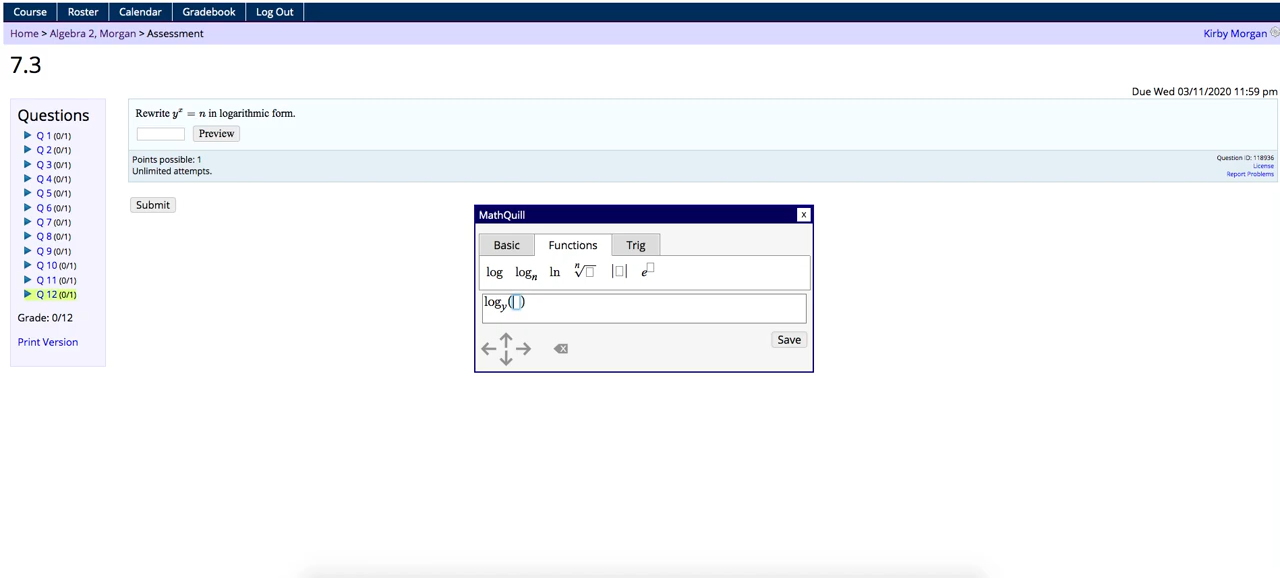 Course Roster Calendar Gradebook Log Out
Home > Algebra 2, Morgan > Assessment Kirby Morgan
7.3
Due Wed 03/11/2020 11:59 pm
Questions
Q 1 (0/1)
Q 2 (0/1)
Q 3 (0/1)
Q 4 (0/1)
Q 5 (0/1)
Q 6 (0/1)
Q 7 (0/1)
Q 8 (0/1)
Q 9 (0/1)
Q 10 (0/1)
Q 11 (0/1)
Q 12 (0/1)
Grade: 0/12
Print Version
Rewrite y^x = n in logarithmic form.
Preview
Points possible: 1
Unlimited attempts.
Question ID: 118936
License
Report Problems
Submit
MathQuill x
Basic Functions Trig
log log_n ln ⁿ√□ |□| e^□
log_y(□)
Save